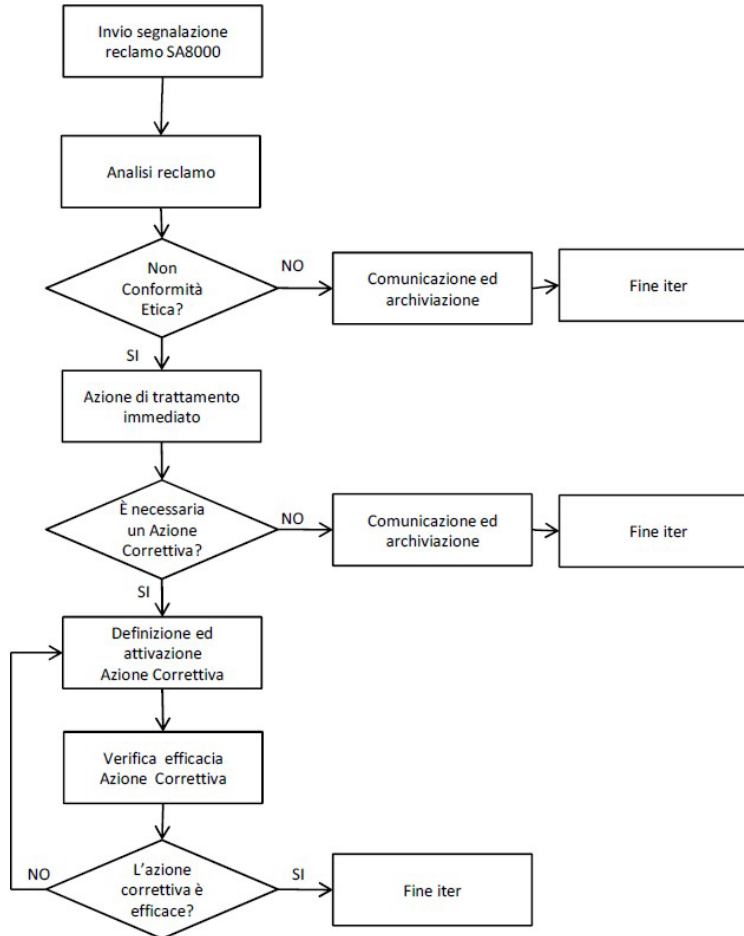 Invio segnalazione
reclamo SA8000
Analisi reclamo
Non
Conformità
Etica?
NO
Comunicazione ed
archiviazione
Fine iter
SI
Azione di trattamento
immediato
È necessaria
un Azione
Correttiva?
NO
Comunicazione ed
archiviazione
Fine iter
SI
Definizione ed
attivazione
Azione Correttiva
Verifica efficacia
Azione Correttiva
NO
L'azione
correttiva è
efficace?
SI
Fine iter